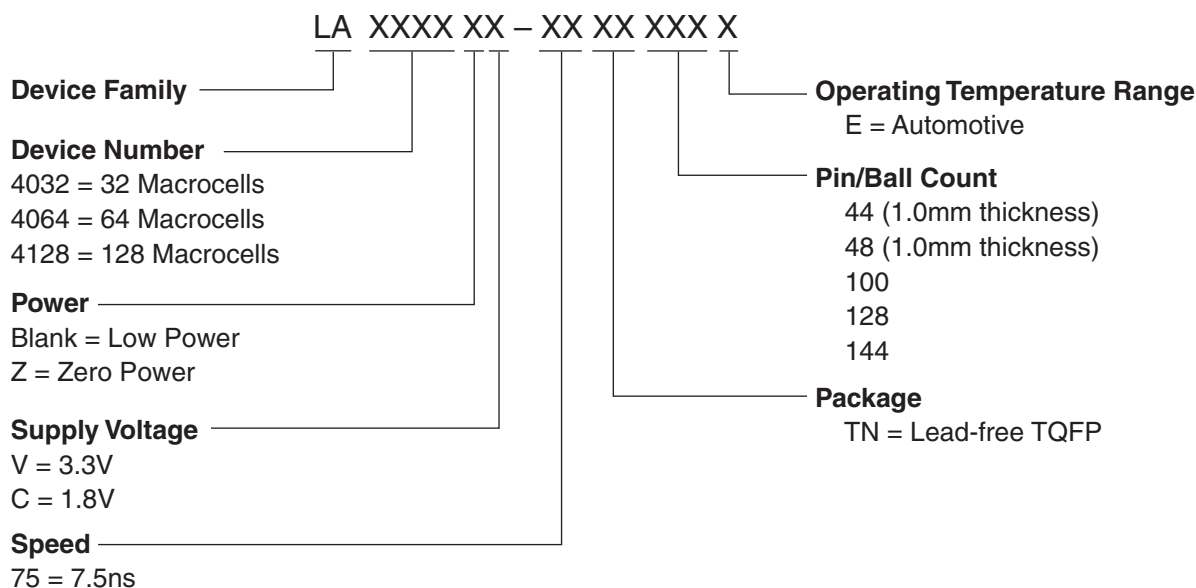 LA XXXX XX – XX XX XXX X
Device Family
Device Number
4032 = 32 Macrocells
4064 = 64 Macrocells
4128 = 128 Macrocells
Power
Blank = Low Power
Z = Zero Power
Supply Voltage
V = 3.3V
C = 1.8V
Speed
75 = 7.5ns
Operating Temperature Range
E = Automotive
Pin/Ball Count
44 (1.0mm thickness)
48 (1.0mm thickness)
100
128
144
Package
TN = Lead-free TQFP